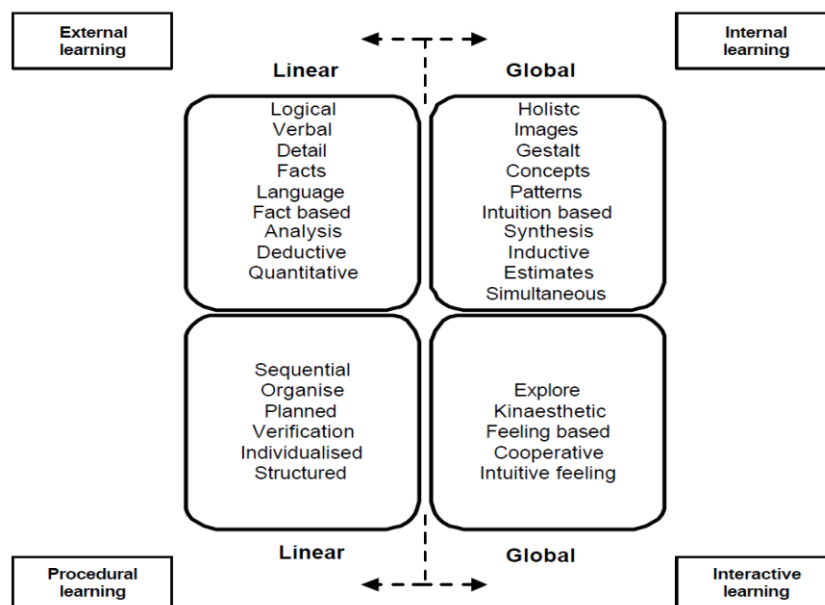 External
learning
Internal
learning
Linear
Global
Logical
Verbal
Detail
Facts
Language
Fact based
Analysis
Deductive
Quantitative
Holistc
Images
Gestalt
Concepts
Patterns
Intuition based
Synthesis
Inductive
Estimates
Simultaneous
Sequential
Organise
Planned
Verification
Individualised
Structured
Explore
Kinaesthetic
Feeling based
Cooperative
Intuitive feeling
Linear
Global
Procedural
learning
Interactive
learning